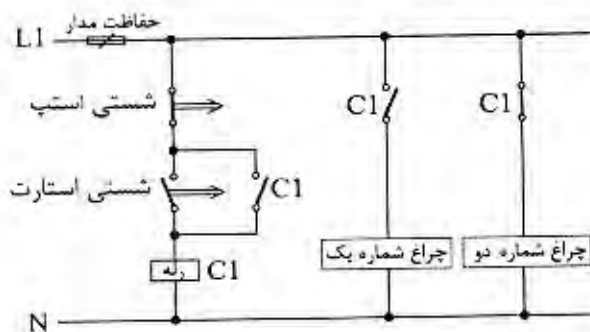 حفاظت مدار
L1
شستی استپ
C1
C1
شستی استارت
C1
رله
C1
چراغ شماره یک
چراغ شماره دو
N